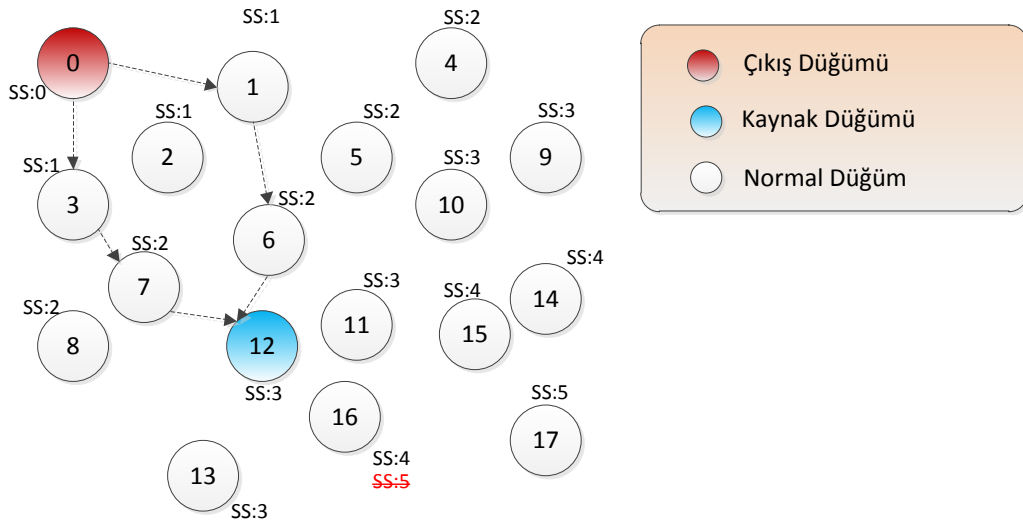 SS:1
SS:2
0
1
4
Çıkış Düğümü
SS:0
SS:1
SS:2
SS:3
Kaynak Düğümü
2
5
9
SS:1
SS:3
3
10
Normal Düğüm
SS:2
6
SS:2
7
SS:3
SS:4
SS:2
SS:4
14
11
15
8
12
SS:3
SS:5
16
17
SS:4
13
SS:5
SS:3